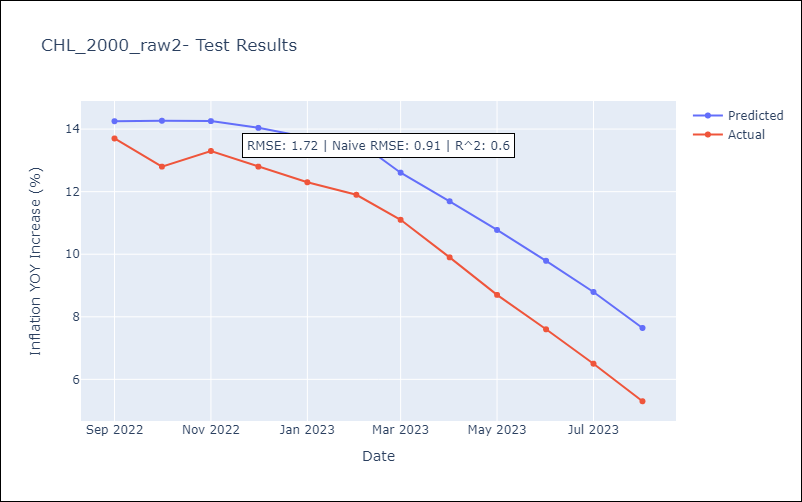 CHL_2000_raw2- Test Results
Predicted
Actual
RMSE: 1.72 | Naive RMSE: 0.91 | R^2: 0.6
Inflation YOY Increase (%)
14
12
10
8
6
Sep 2022 Nov 2022 Jan 2023 Mar 2023 May 2023 Jul 2023
Date